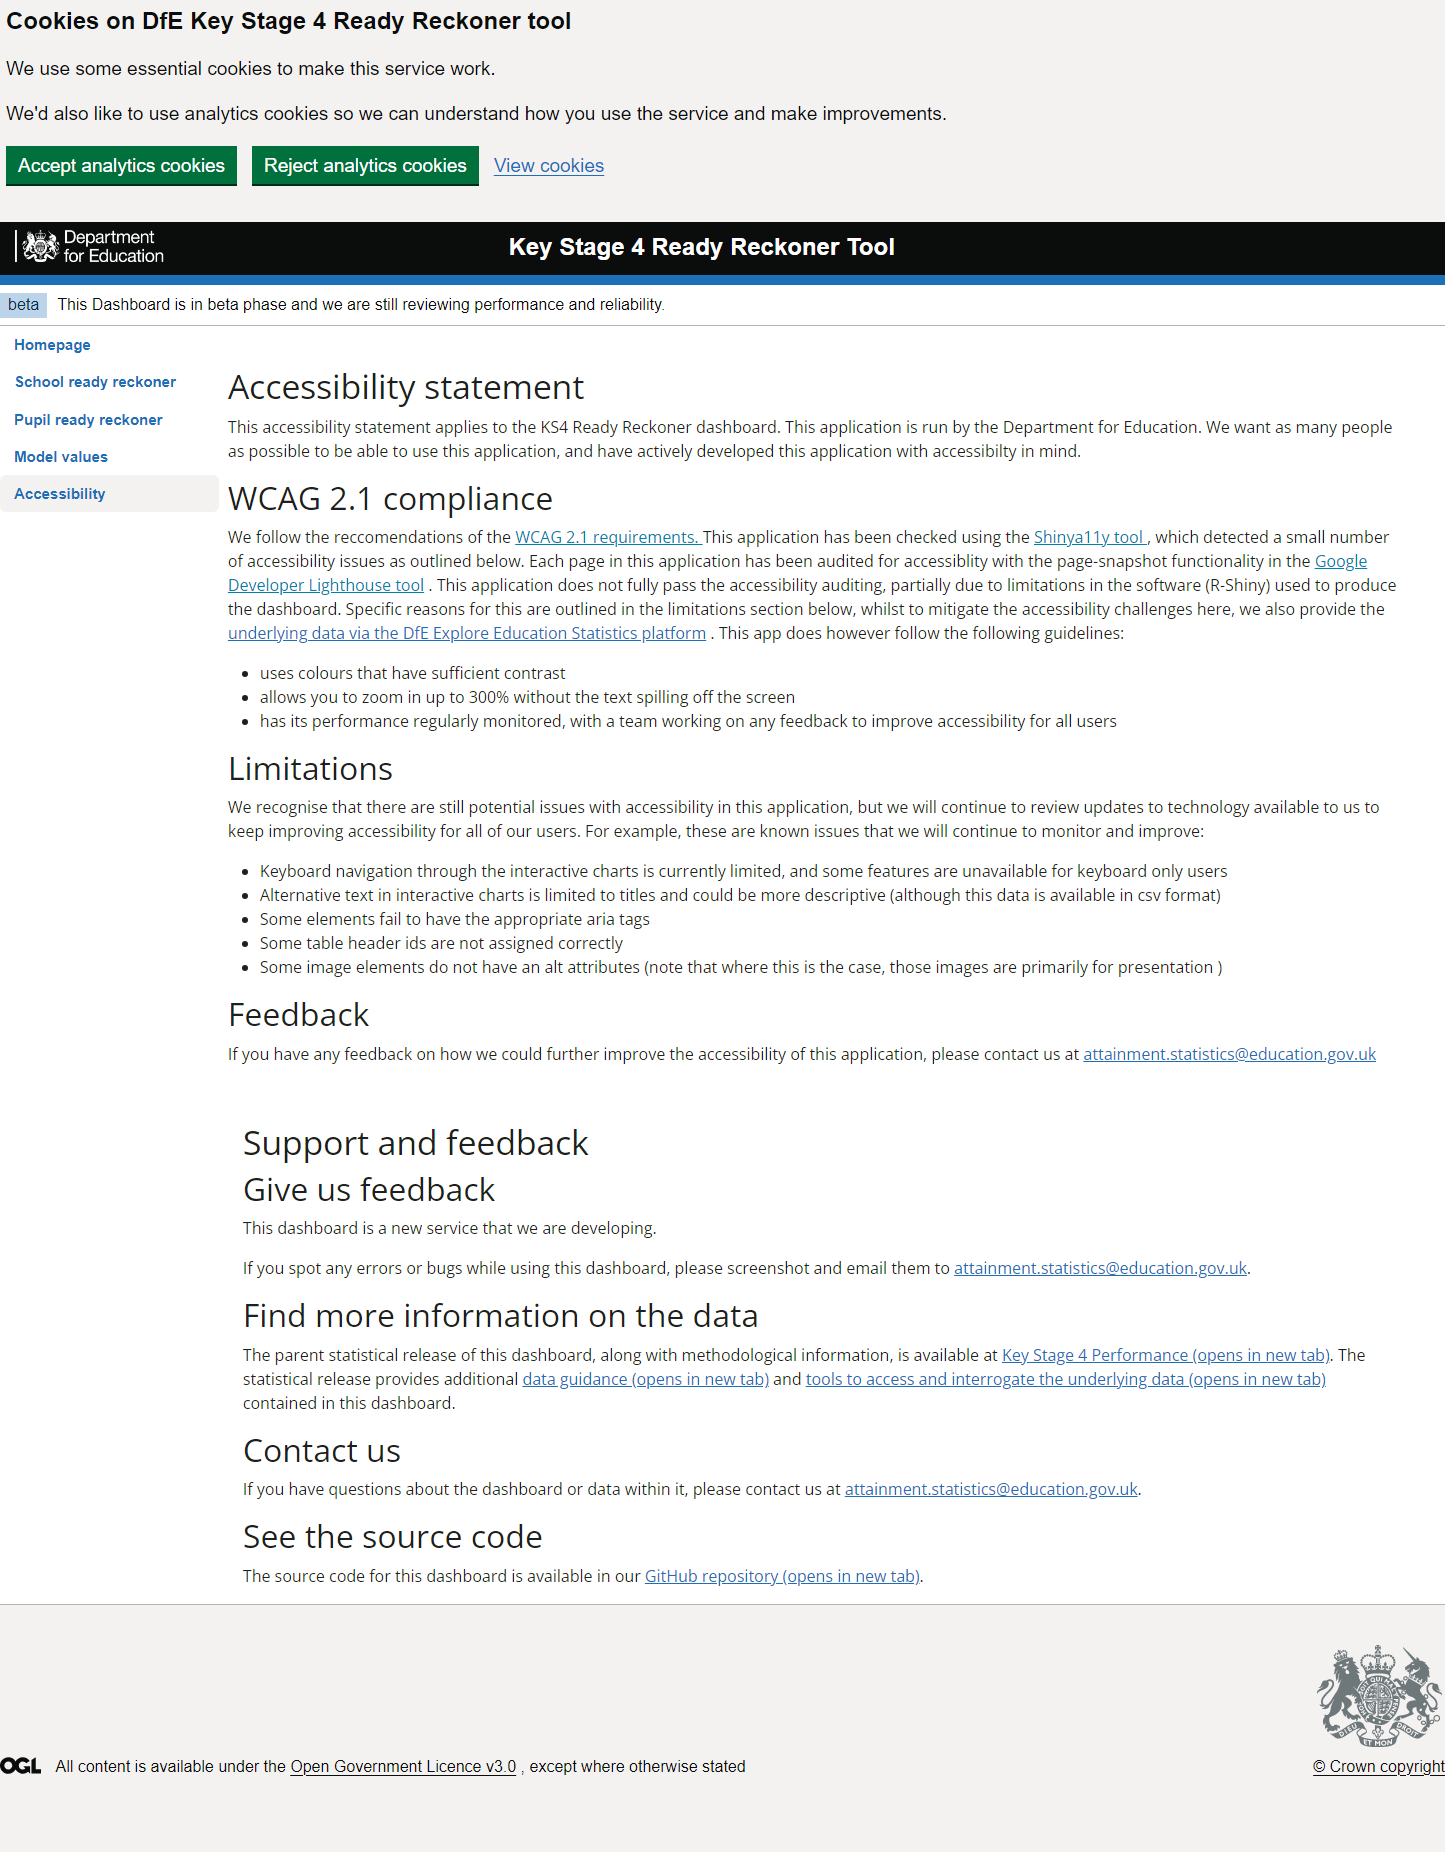 Cookies on DfE Key Stage 4 Ready Reckoner tool
We use some essential cookies to make this service work.
We'd also like to use analytics cookies so we can understand how you use the service and make improvements.
Accept analytics cookies Reject analytics cookies View cookies
Department
for Education
Key Stage 4 Ready Reckoner Tool
beta This Dashboard is in beta phase and we are still reviewing performance and reliability.
Homepage
School ready reckoner
Pupil ready reckoner
Model values
Accessibility
Accessibility statement
This accessibility statement applies to the KS4 Ready Reckoner dashboard. This application is run by the Department for Education. We want as many people
as possible to be able to use this application, and have actively developed this application with accessibilty in mind.
WCAG 2.1 compliance
We follow the reccomendations of the WCAG 2.1 requirements. This application has been checked using the Shinya11y tool , which detected a small number
of accessibility issues as outlined below. Each page in this application has been audited for accessiblity with the page-snapshot functionality in the Google
Developer Lighthouse tool . This application does not fully pass the accessibility auditing, partially due to limitations in the software (R-Shiny) used to produce
the dashboard. Specific reasons for this are outlined in the limitations section below, whilst to mitigate the accessibility challenges here, we also provide the
underlying data via the DfE Explore Education Statistics platform . This app does however follow the following guidelines:
• uses colours that have sufficient contrast
• allows you to zoom in up to 300% without the text spilling off the screen
• has its performance regularly monitored, with a team working on any feedback to improve accessibility for all users
Limitations
We recognise that there are still potential issues with accessibility in this application, but we will continue to review updates to technology available to us to
keep improving accessibility for all of our users. For example, these are known issues that we will continue to monitor and improve:
• Keyboard navigation through the interactive charts is currently limited, and some features are unavailable for keyboard only users
• Alternative text in interactive charts is limited to titles and could be more descriptive (although this data is available in csv format)
• Some elements fail to have the appropriate aria tags
• Some table header ids are not assigned correctly
• Some image elements do not have an alt attributes (note that where this is the case, those images are primarily for presentation )
Feedback
If you have any feedback on how we could further improve the accessibility of this application, please contact us at attainment.statistics@education.gov.uk
Support and feedback
Give us feedback
This dashboard is a new service that we are developing.
If you spot any errors or bugs while using this dashboard, please screenshot and email them to attainment.statistics@education.gov.uk.
Find more information on the data
The parent statistical release of this dashboard, along with methodological information, is available at Key Stage 4 Performance (opens in new tab). The
statistical release provides additional data guidance (opens in new tab) and tools to access and interrogate the underlying data (opens in new tab)
contained in this dashboard.
Contact us
If you have questions about the dashboard or data within it, please contact us at attainment.statistics@education.gov.uk.
See the source code
The source code for this dashboard is available in our GitHub repository (opens in new tab).
DIEU ET MON DROIT
OGL All content is available under the Open Government Licence v3.0 , except where otherwise stated
© Crown copyright